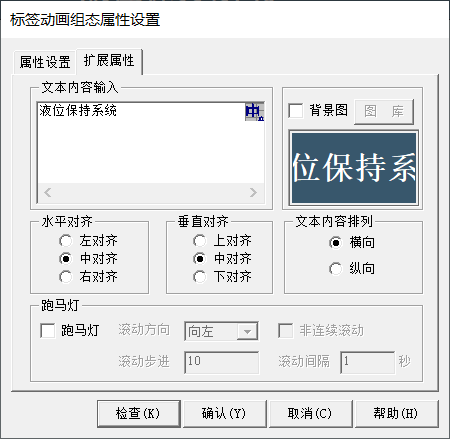 标签动画组态属性设置
属性设置 扩展属性
文本内容输入
液位保持系统
中
背景图 图 库
位保持系
水平对齐
左对齐
中对齐
右对齐
垂直对齐
上对齐
中对齐
下对齐
文本内容排列
横向
纵向
跑马灯
跑马灯 滚动方向 向左 非连续滚动
滚动步进 10 滚动间隔 1 秒
检查(K) 确认(Y) 取消(C) 帮助(H)